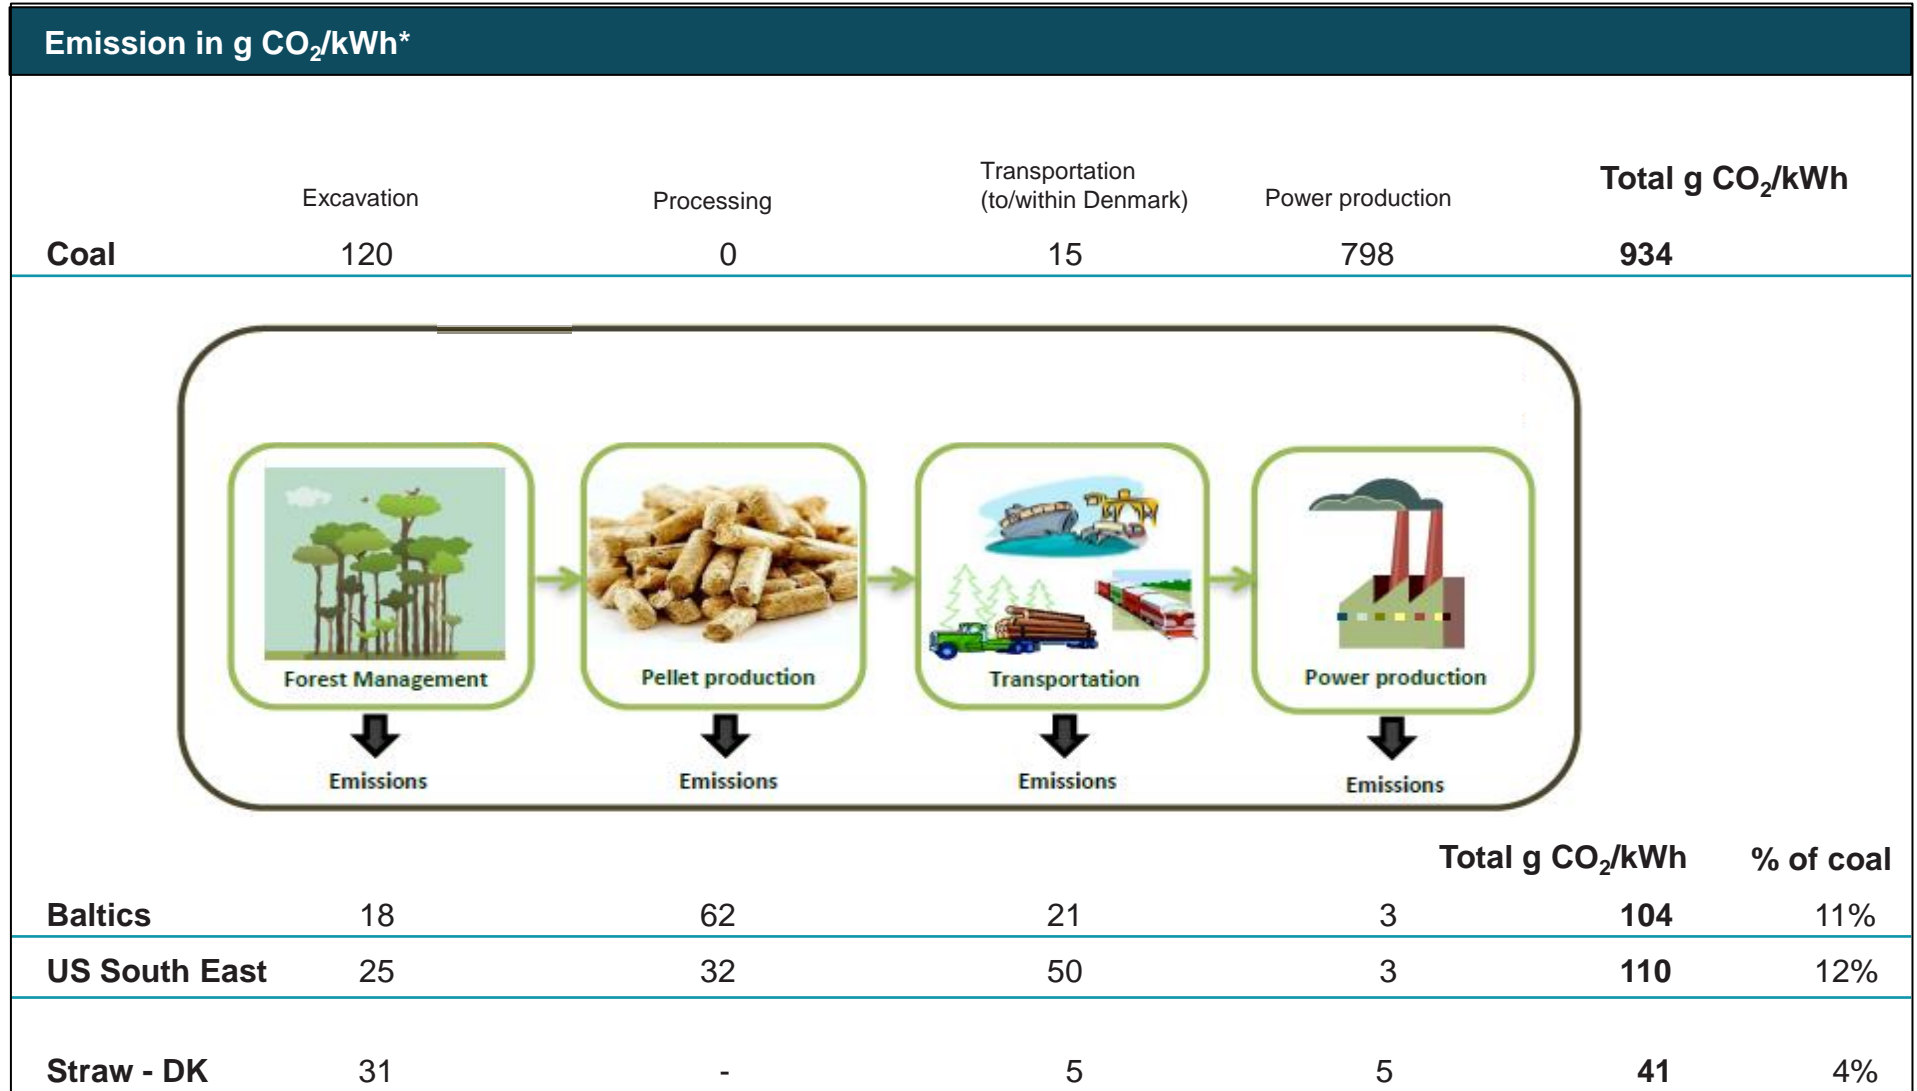 Emission in g CO₂/kWh*
Excavation Processing Transportation (to/within Denmark) Power production Total g CO₂/kWh
Coal 120 0 15 798 934
Forest Management Pellet production Transportation Power production
Emissions Emissions Emissions Emissions
Total g CO₂/kWh % of coal
Baltics 18 62 21 3 104 11%
US South East 25 32 50 3 110 12%
Straw - DK 31 - 5 5 41 4%